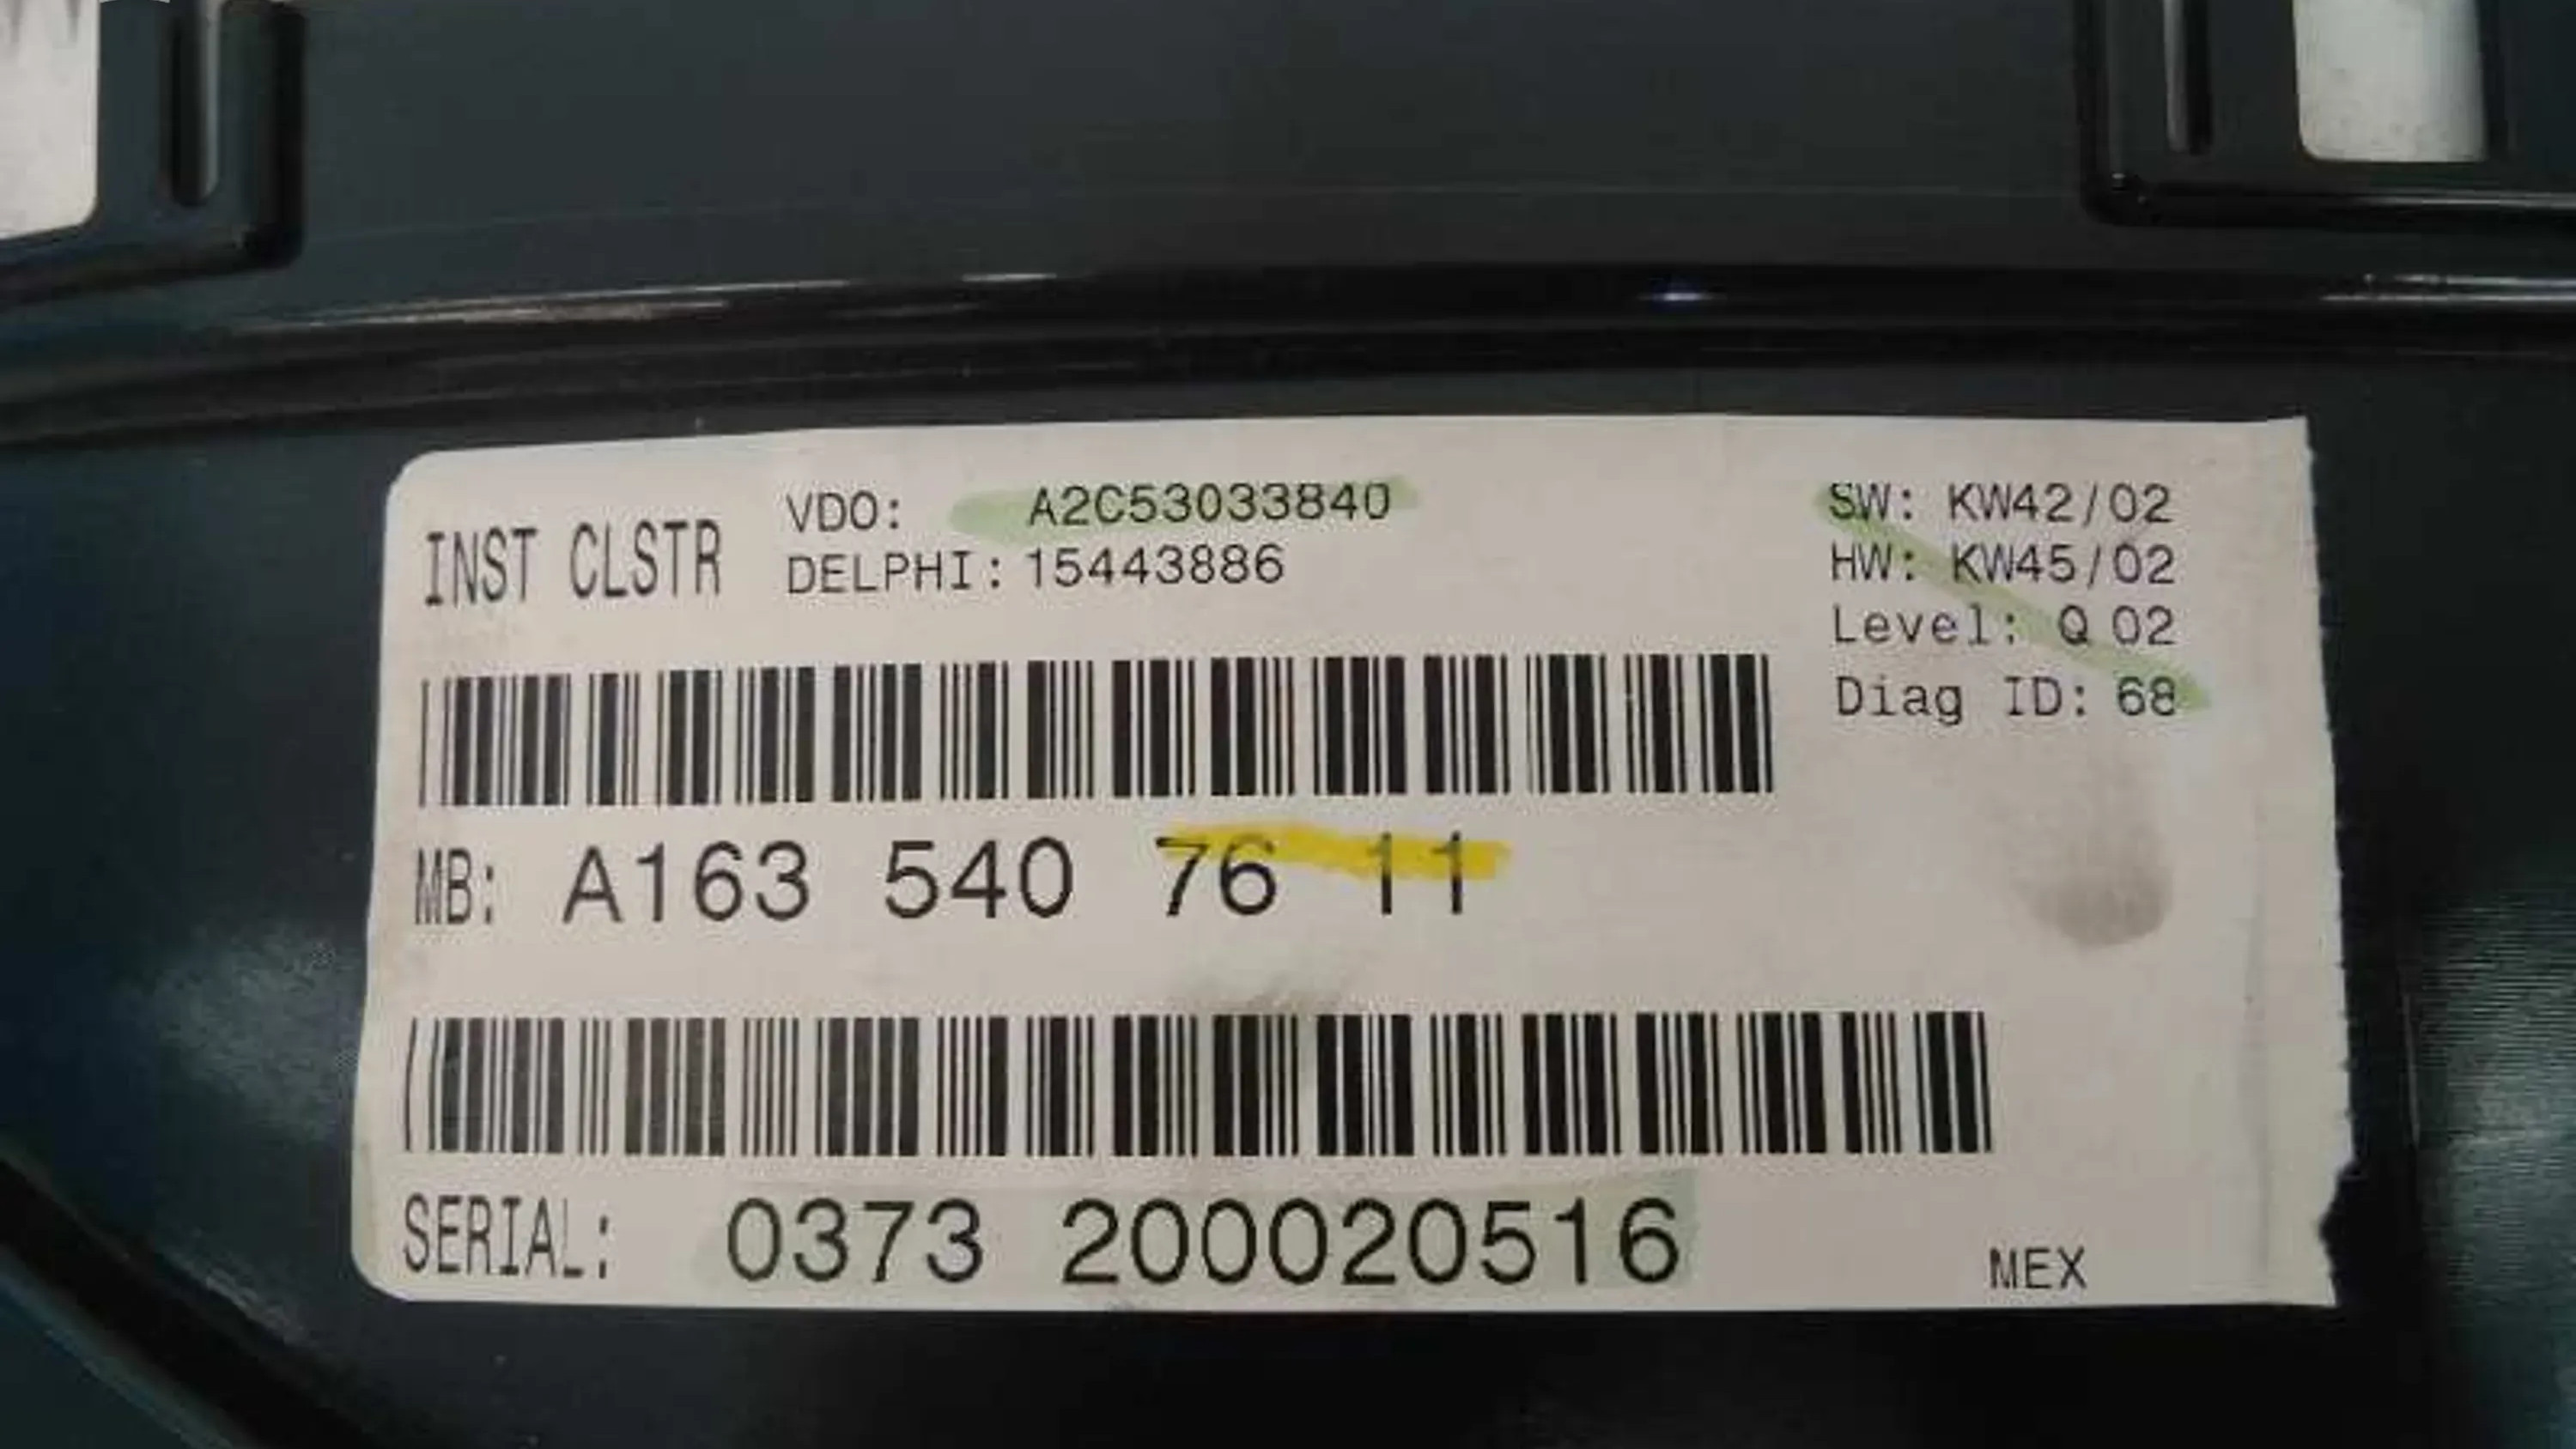 INST CLSTR
VDO: A2C53033840
DELPHI: 15443886
SW: KW42/02
HW: KW45/02
Level: Q 02
Diag ID: 68
MB: A163 540 76 11
SERIAL: 0373 200020516
MEX